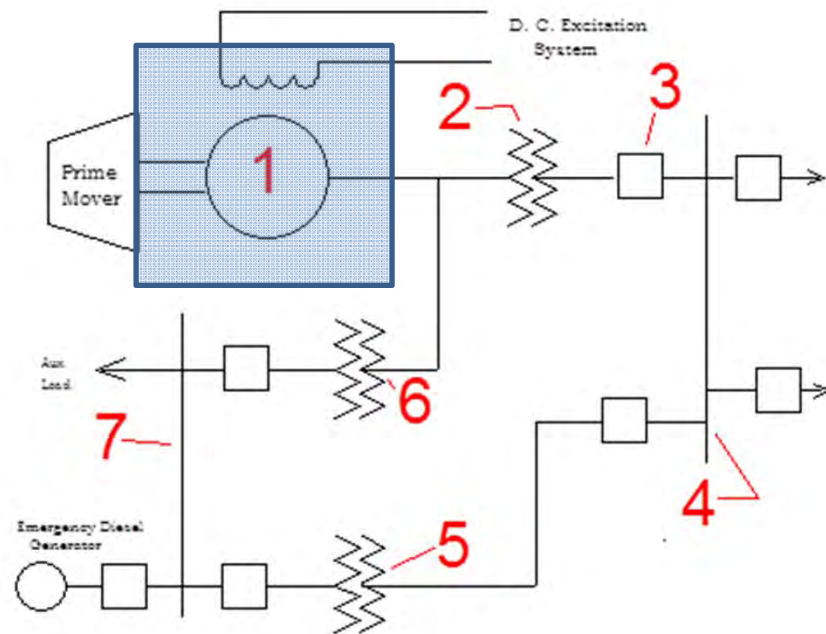 D. C. Excitation
System
2
3
1
Prime
Mover
Aux
Load
6
7
4
5
Emergency Diesel
Generator